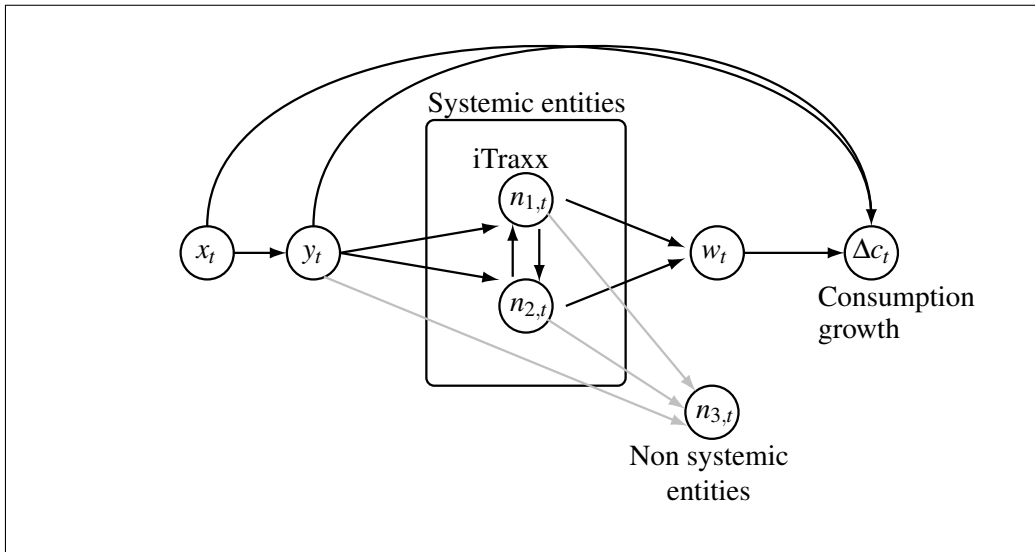 Systemic entities
iTraxx
n₁,ₜ
xₜ
yₜ
wₜ
Δcₜ
n₂,ₜ
Consumption
growth
n₃,ₜ
Non systemic
entities